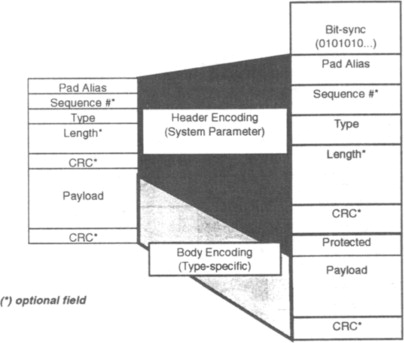 Bit-sync
(0101010...)
Pad Alias
Sequence #*
Type
Length*
CRC*
Payload
CRC*
Header Encoding
(System Parameter)
Body Encoding
(Type-specific)
Pad Alias
Sequence #*
Type
Length*
CRC*
Protected
Payload
CRC*
(*) optional field